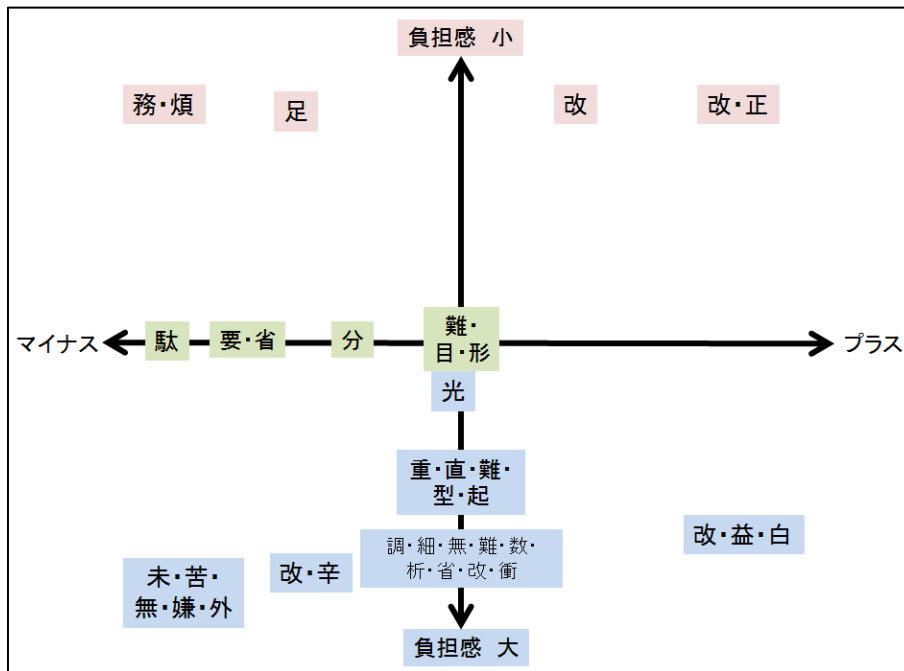 負担感 小
務・煩
足
改
改・正
マイナス
駄
要・省
分
難・
目・形
プラス
光
重・直・難・
型・起
調・細・無・難・数・
析・省・改・衝
改・益・白
未・苦・
無・嫌・外
改・辛
負担感 大